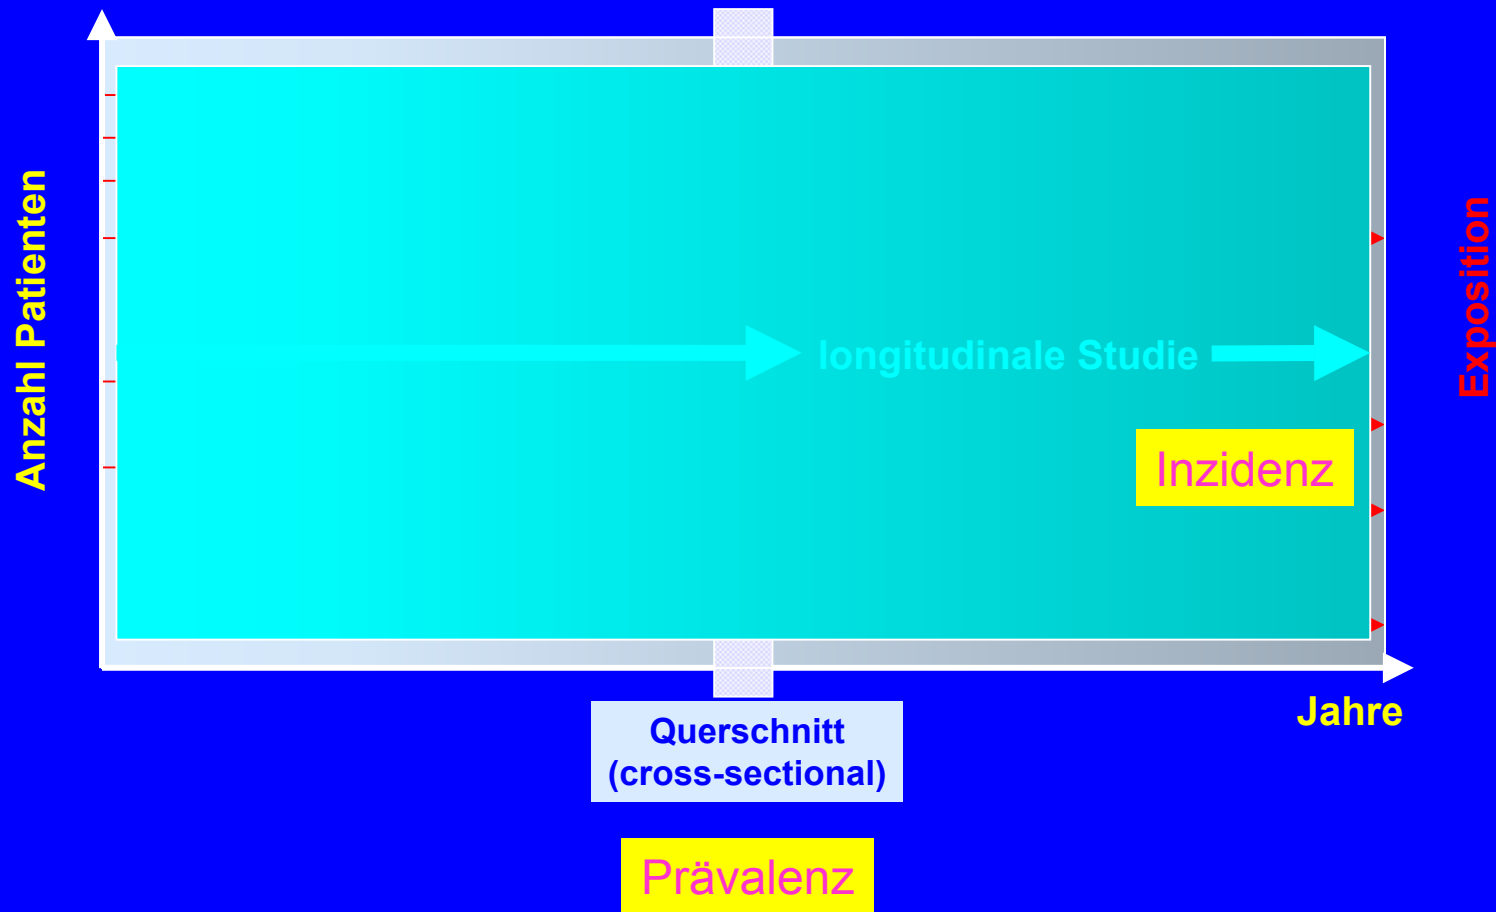 Anzahl Patienten
Exposition
longitudinale Studie
Inzidenz
Jahre
Querschnitt
(cross-sectional)
Prävalenz